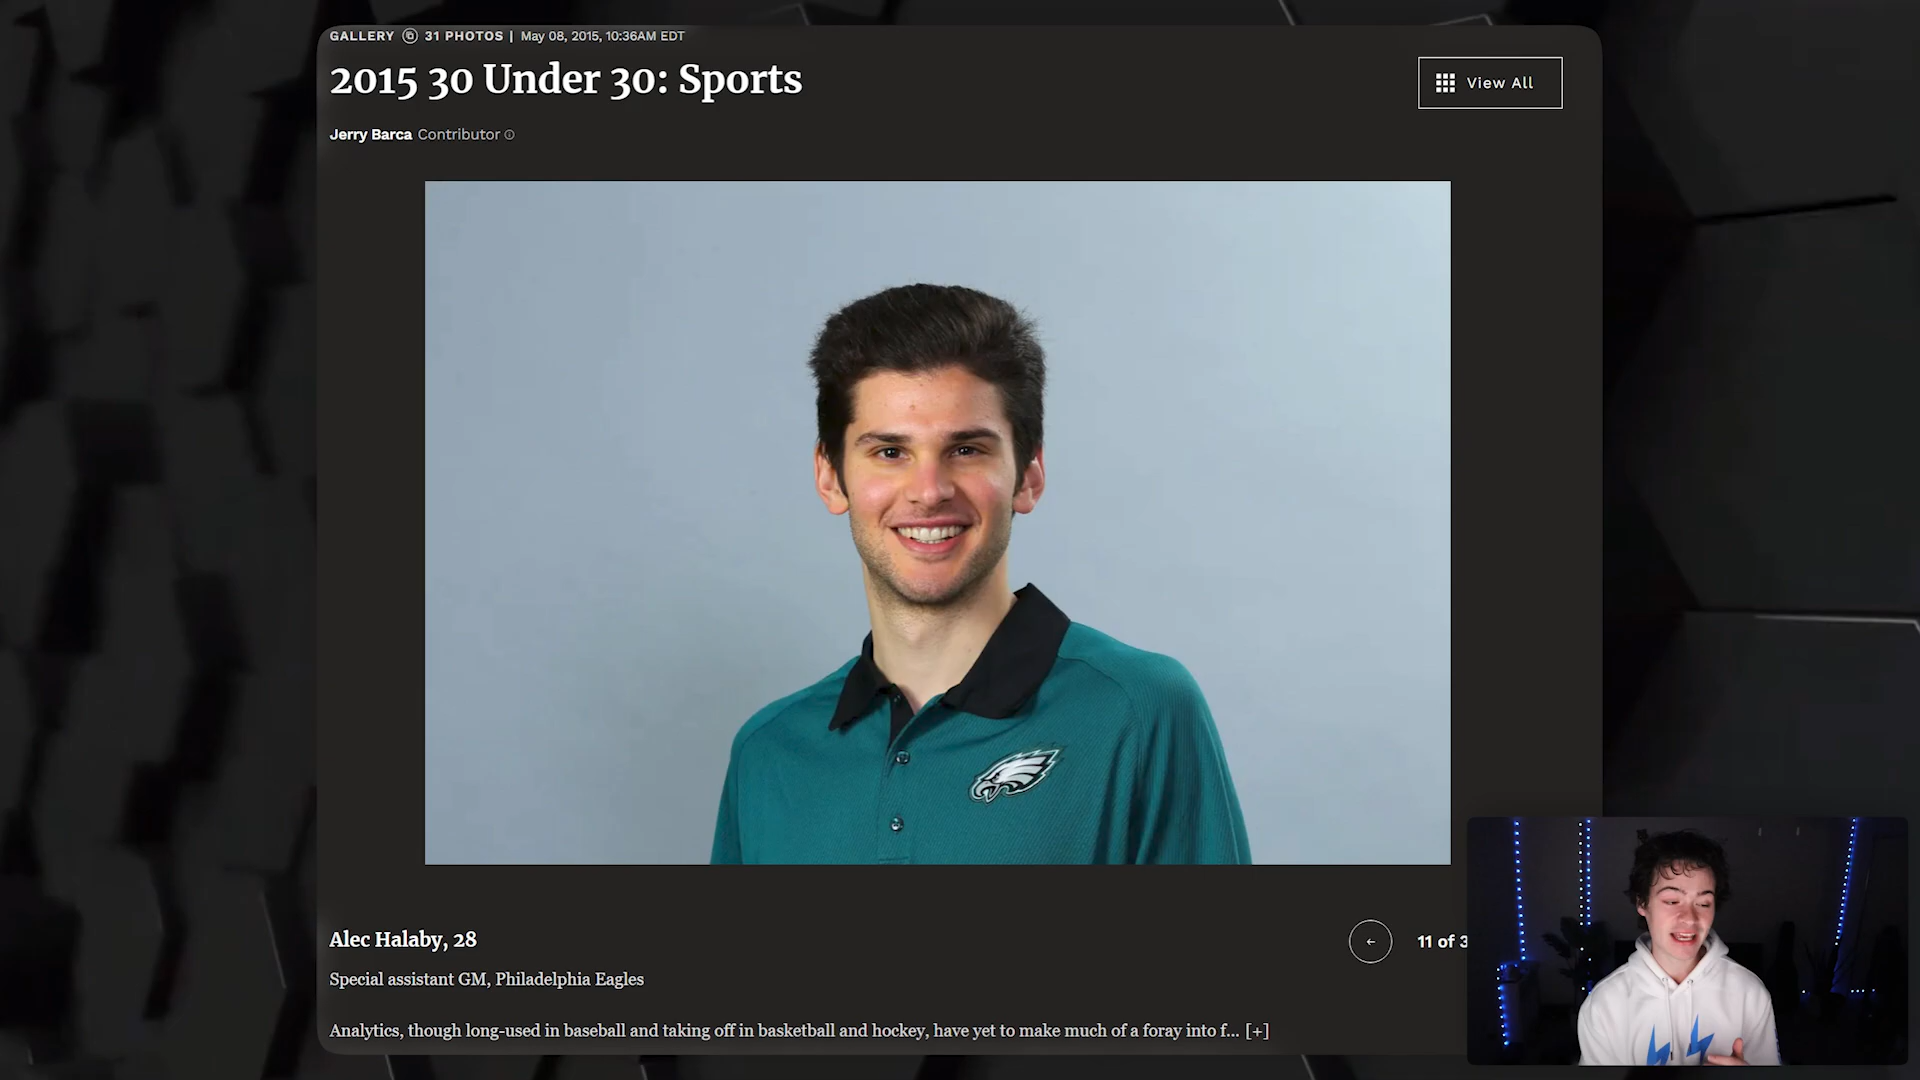 GALLERY 31 PHOTOS | May 08, 2015, 10:36AM EDT
2015 30 Under 30: Sports
View All
Jerry Barca Contributor
Alec Halaby, 28
11 of 3
Special assistant GM, Philadelphia Eagles
Analytics, though long-used in baseball and taking off in basketball and hockey, have yet to make much of a foray into f... [+]